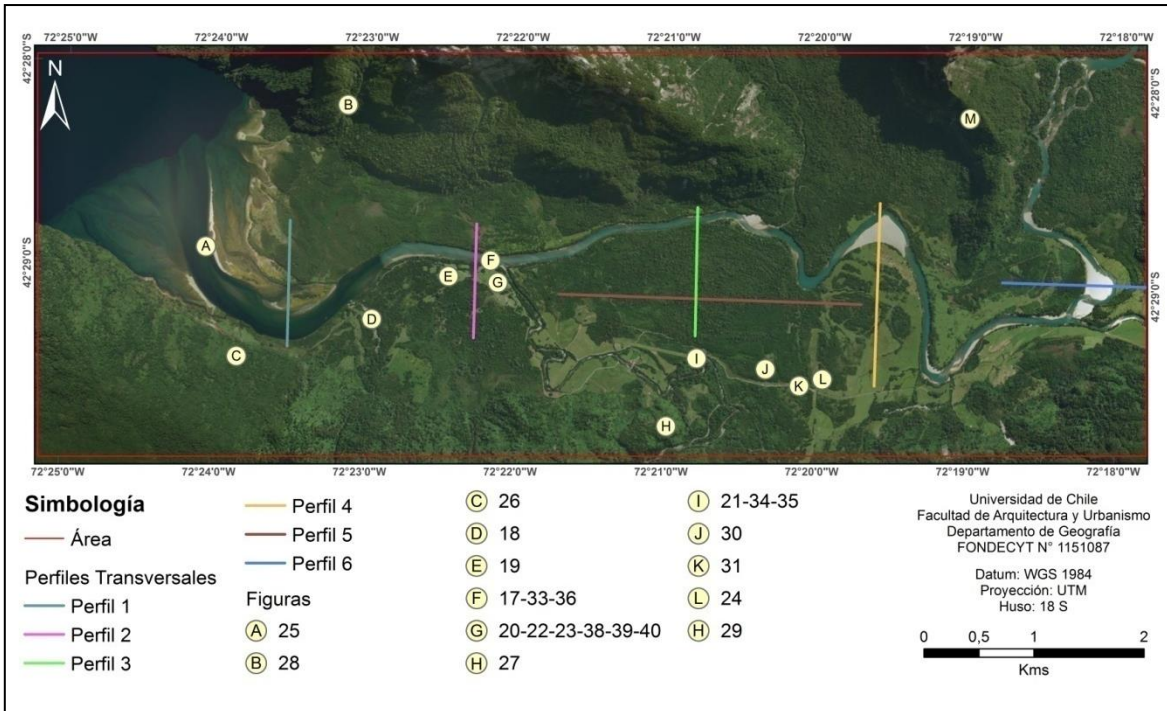 72°25'0"W 72°24'0"W 72°23'0"W 72°22'0"W 72°21'0"W 72°20'0"W 72°19'0"W 72°18'0"W
42°28'0"S
42°28'0"S
N
B
M
A
42°29'0"S
42°29'0"S
F
E
G
D
C
I
J
K
L
H
72°25'0"W 72°24'0"W 72°23'0"W 72°22'0"W 72°21'0"W 72°20'0"W 72°19'0"W 72°18'0"W
Simbología
Área
Perfiles Transversales
Perfil 1
Perfil 2
Perfil 3
Perfil 4
Perfil 5
Perfil 6
Figuras
A 25
B 28
C 26
D 18
E 19
F 17-33-36
G 20-22-23-38-39-40
H 27
I 21-34-35
J 30
K 31
L 24
H 29
Universidad de Chile
Facultad de Arquitectura y Urbanismo
Departamento de Geografía
FONDECYT N° 1151087
Datum: WGS 1984
Proyección: UTM
Huso: 18 S
0 0,5 1 2
Kms